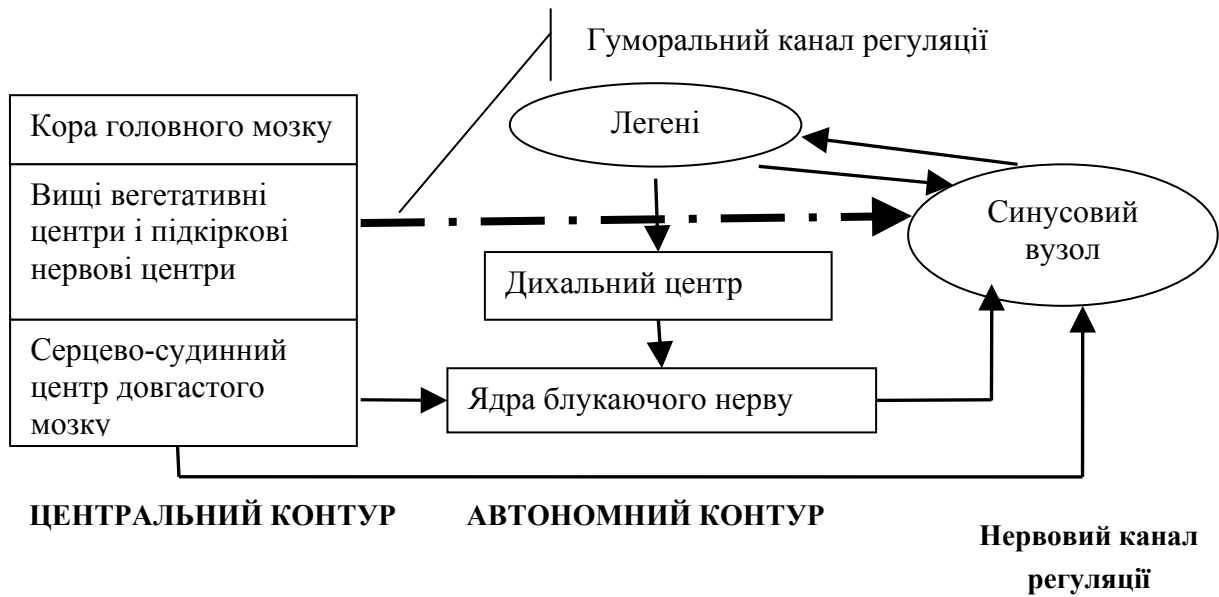 Гуморальний канал регуляції
Кора головного мозку
Легені
Вищі вегетативні
центри і підкіркові
нервові центри
Синусовий
вузол
Дихальний центр
Серцево-судинний
центр довгастого
мозку
Ядра блукаючого нерву
ЦЕНТРАЛЬНИЙ КОНТУР
АВТОНОМНИЙ КОНТУР
Нервовий канал
регуляції